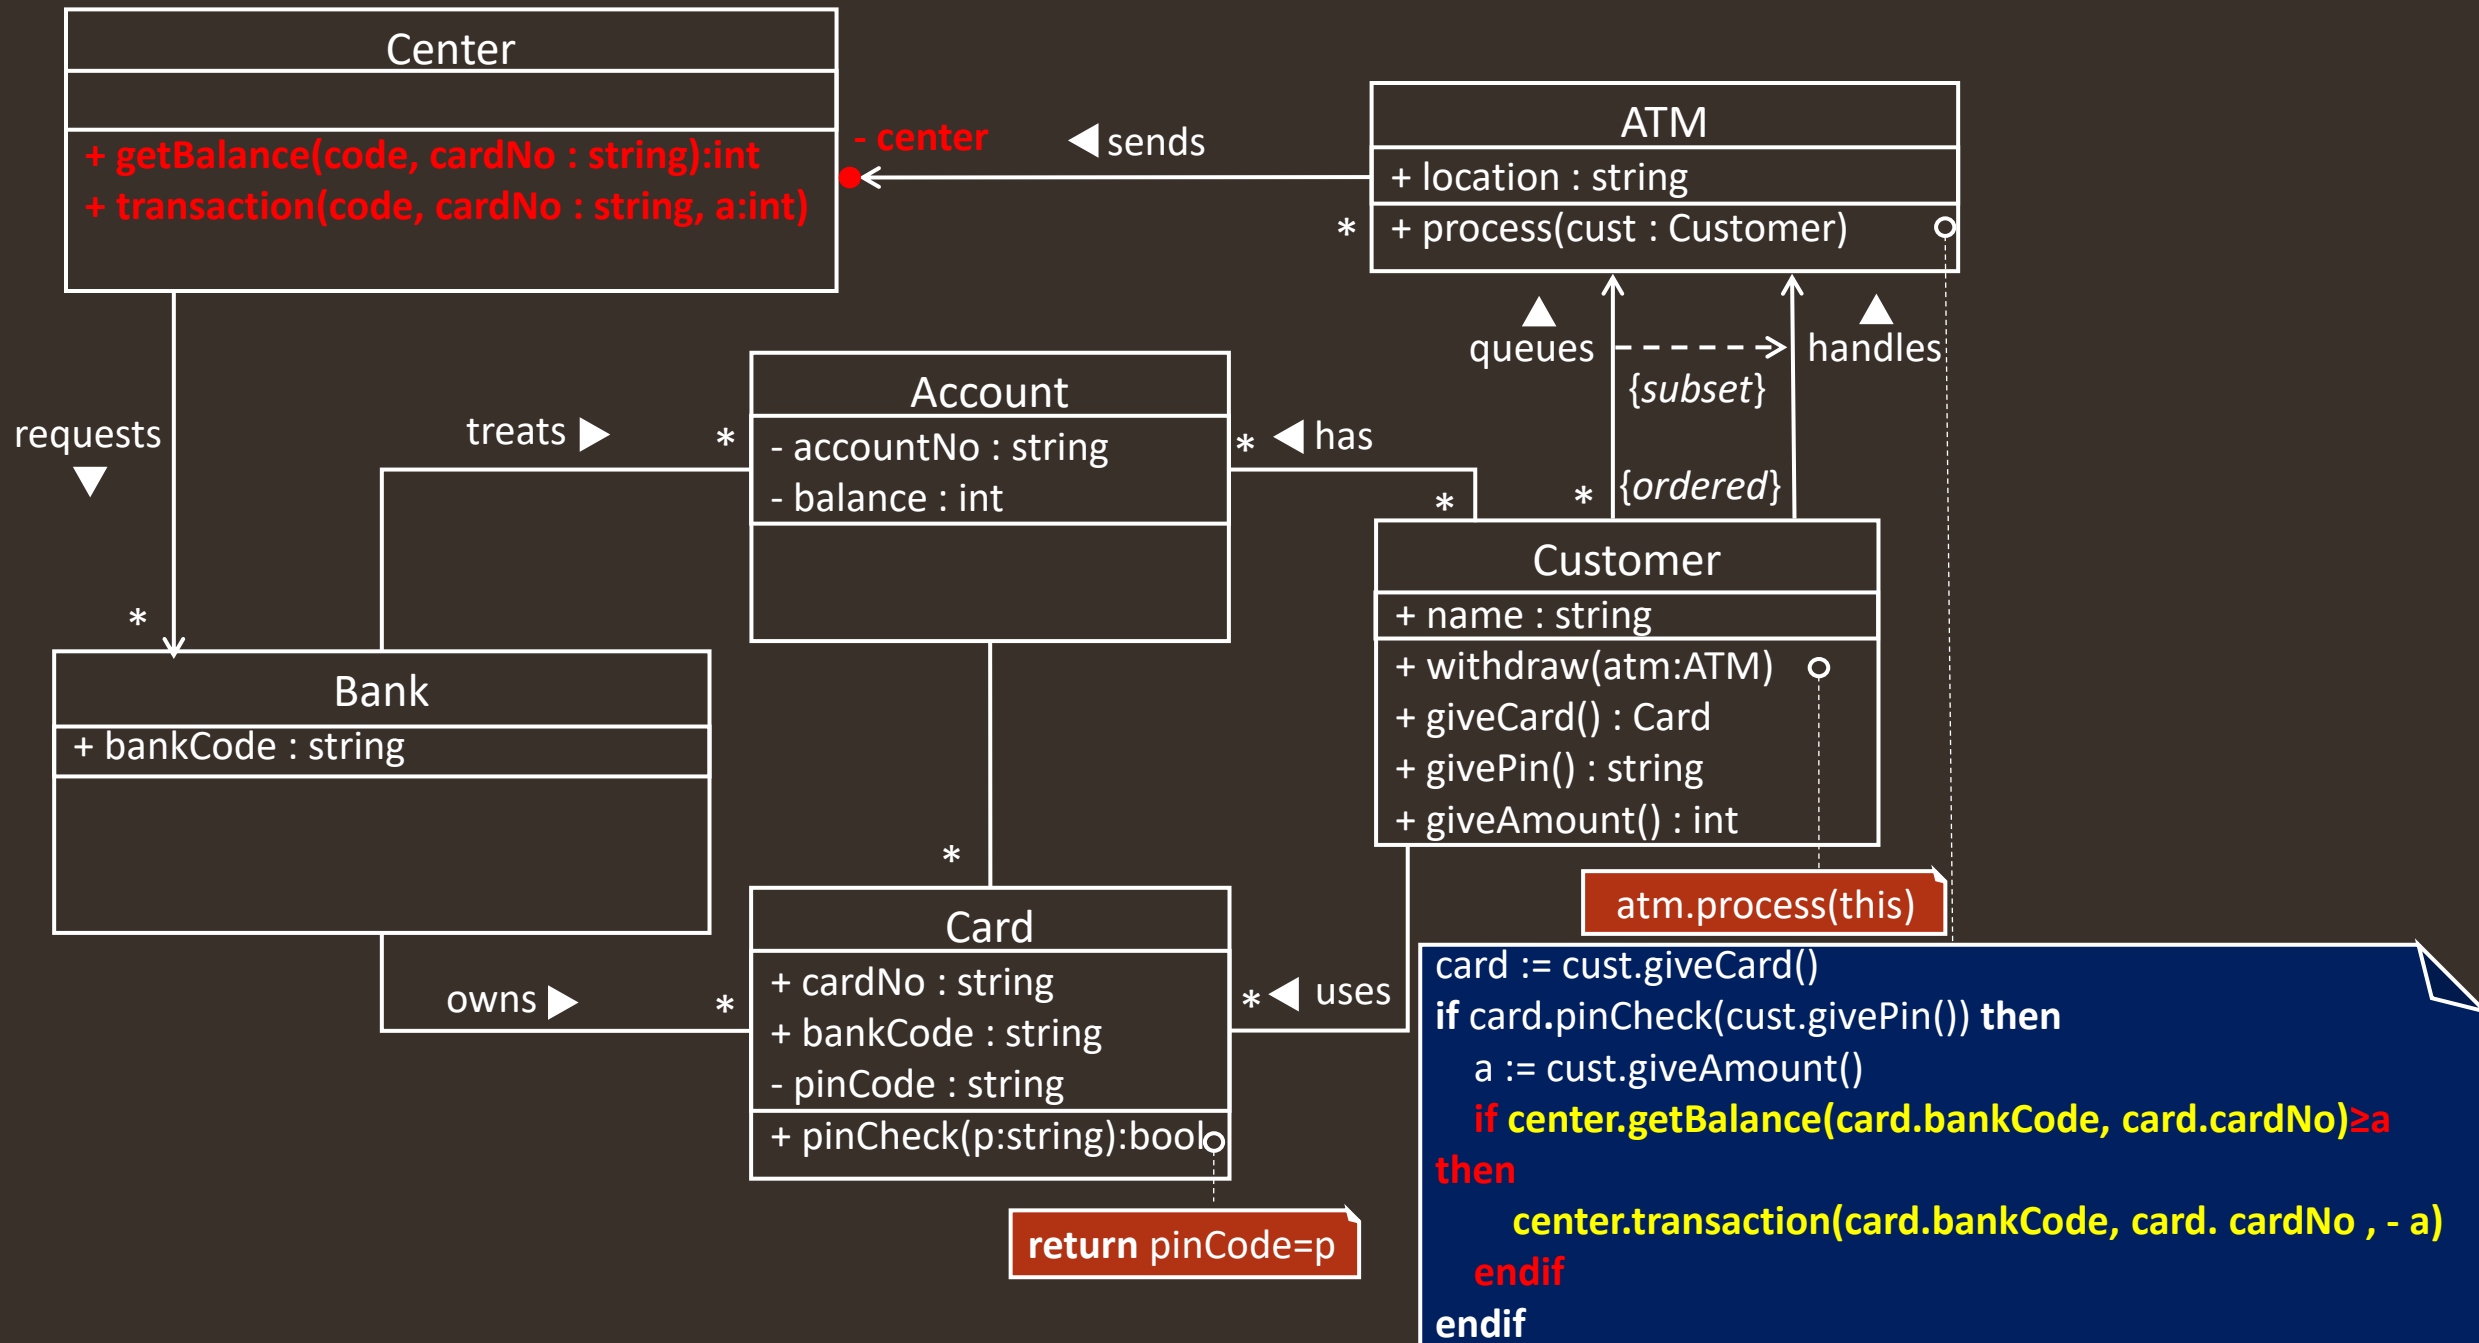 Center
+ getBalance(code, cardNo : string):int
+ transaction(code, cardNo : string, a:int)
- center
sends
*
ATM
+ location : string
+ process(cust : Customer)
queues
handles
{subset}
{ordered}
*
requests
*
treats
*
Account
- accountNo : string
- balance : int
*
has
*
Customer
+ name : string
+ withdraw(atm:ATM)
+ giveCard() : Card
+ givePin() : string
+ giveAmount() : int
Bank
+ bankCode : string
*
owns
*
Card
+ cardNo : string
+ bankCode : string
- pinCode : string
+ pinCheck(p:string):bool
*
uses
atm.process(this)
return pinCode=p
card := cust.giveCard()
if card.pinCheck(cust.givePin()) then
a := cust.giveAmount()
if center.getBalance(card.bankCode, card.cardNo)≥a
then
center.transaction(card.bankCode, card. cardNo , - a)
endif
endif